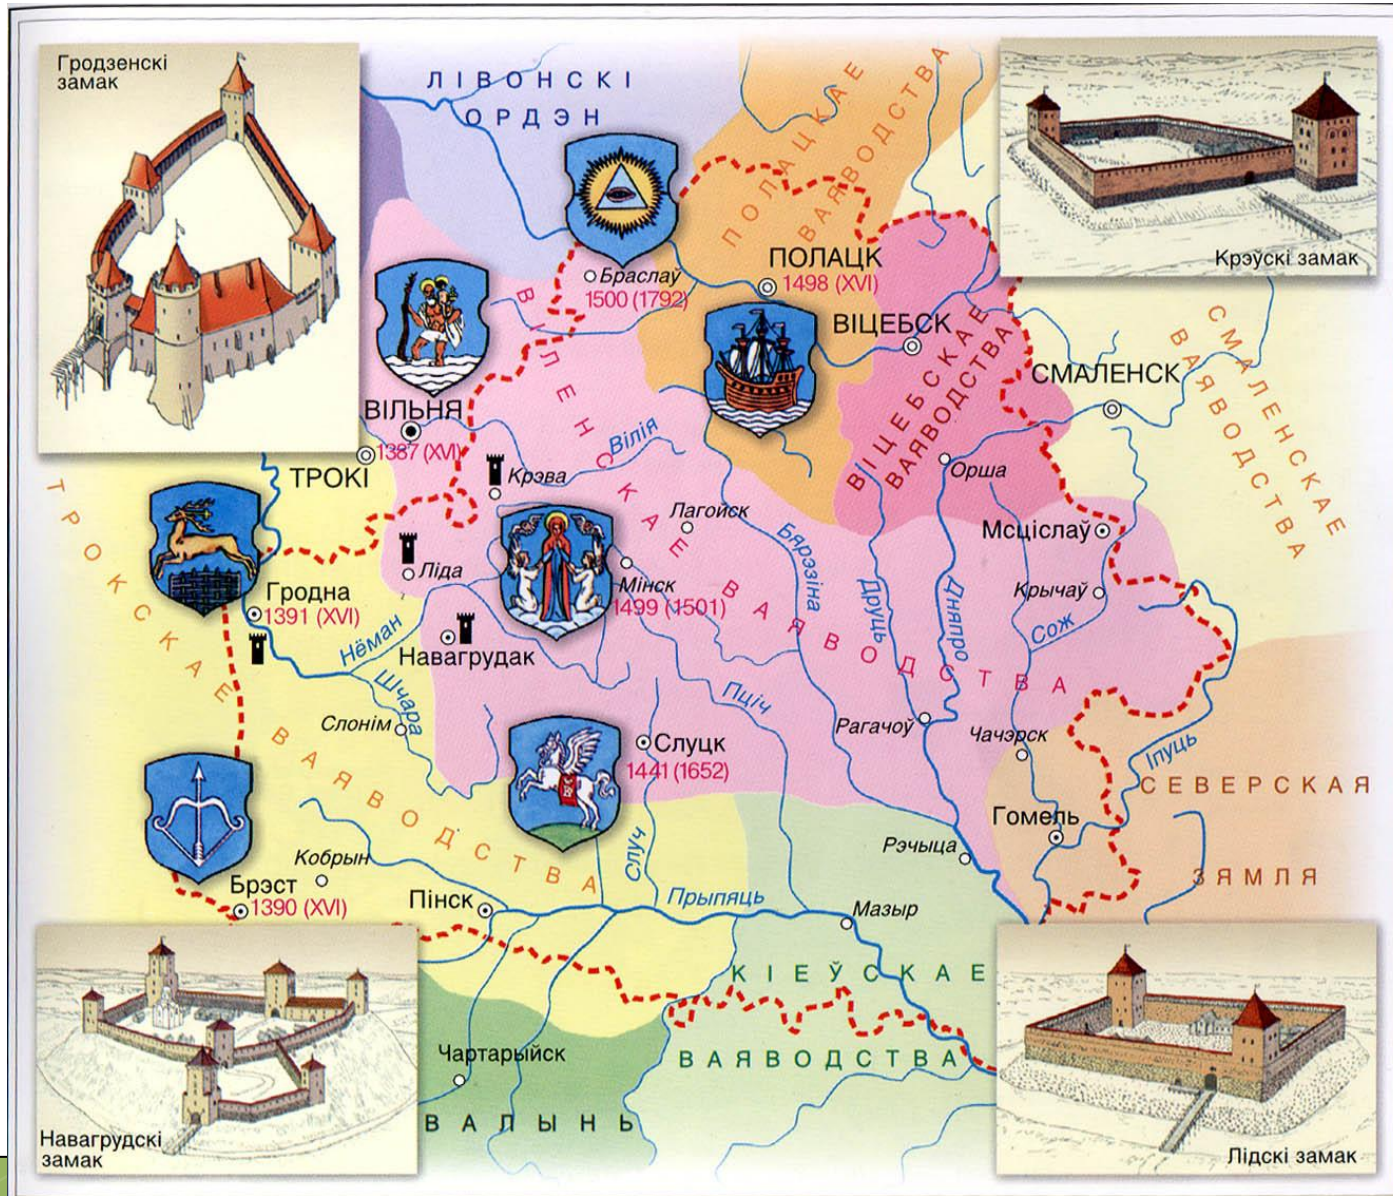 Гродзенскі
замак
ЛІВОНСКІ
ОРДЭН
ПОЛАЦКАЕ
ВАЯВОДСТВА
Крэўскі замак
Браслаў
1500 (1792)
ПОЛАЦК
1498 (XVI)
ВІЦЕБСК
ВІЦЕБСКАЕ
ВАЯВОДСТВА
СМАЛЕНСК
СМАЛЕНСКАЕ
ВАЯВОДСТВА
ВІЛЬНЯ
1387 (XVI)
ТРОКІ
ВІЛЕНСКАЕ ВАЯВОДСТВА
Вілія
Крэва
Орша
Лагойск
Мсціслаў
Бярэзіна
Друць
Дняпро
Ліда
Мінск
1499 (1501)
Крычаў
Сож
Гродна
1391 (XVI)
ТРОКСКАЕ ВАЯВОДСТВА
Нёман
Навагрудак
Шчара
Пціч
Слонім
Рагачоў
Чачэрск
Слуцк
1441 (1652)
Іпуць
СЕВЕРСКАЯ
ЗЯМЛЯ
Гомель
Рэчыца
Случ
Кобрын
Брэст
1390 (XVI)
Пінск
Прыпяць
Мазыр
КІЕЎСКАЕ
ВАЯВОДСТВА
Чартарыйск
ВАЛЫНЬ
Навагрудскі
замак
Лідскі замак